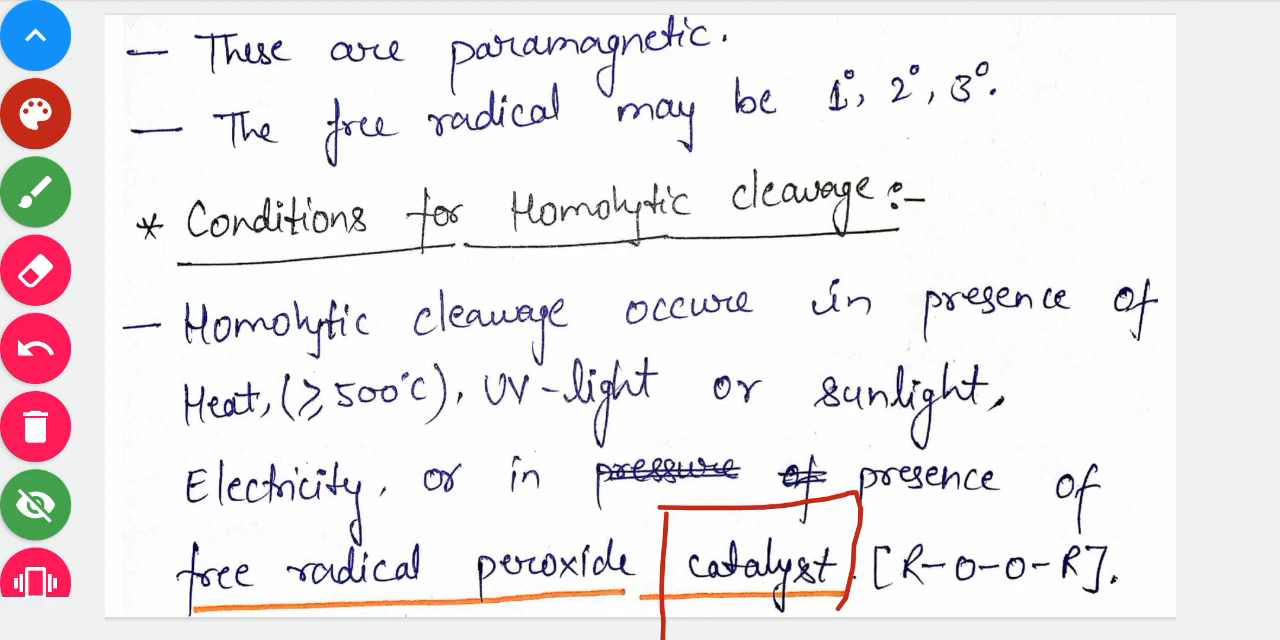 — These are paramagnetic.
— The free radical may be 1°, 2°, 3°.
* Conditions for Homolytic cleavage :-
— Homolytic cleavage occure in presence of
Heat, (≥ 500°C), UV-light or sunlight,
Electricity, or in ~~pressure of~~ presence of
free radical peroxide catalyst. [R-O-O-R].